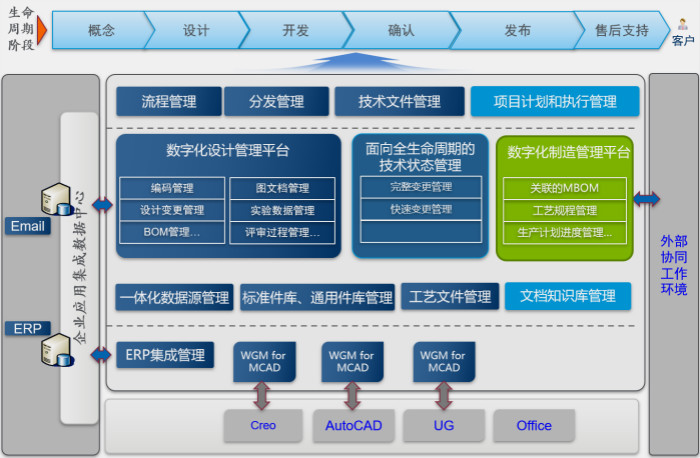 生命
周期
阶段
概念
设计
开发
确认
发布
售后支持
客户
流程管理
分发管理
技术文件管理
项目计划和执行管理
数字化设计管理平台
编码管理
图文档管理
设计变更管理
实验数据管理
BOM管理...
评审过程管理...
面向全生命周期的
技术状态管理
完整变更管理
快速变更管理
数字化制造管理平台
关联的MBOM
工艺规程管理
生产计划进度管理...
Email
ERP
企业应用集成数据中心
外部
协同
工作
环境
一体化数据源管理
标准件库、通用件库管理
工艺文件管理
文档知识库管理
ERP集成管理
WGM for
MCAD
WGM for
MCAD
WGM for
MCAD
Creo
AutoCAD
UG
Office